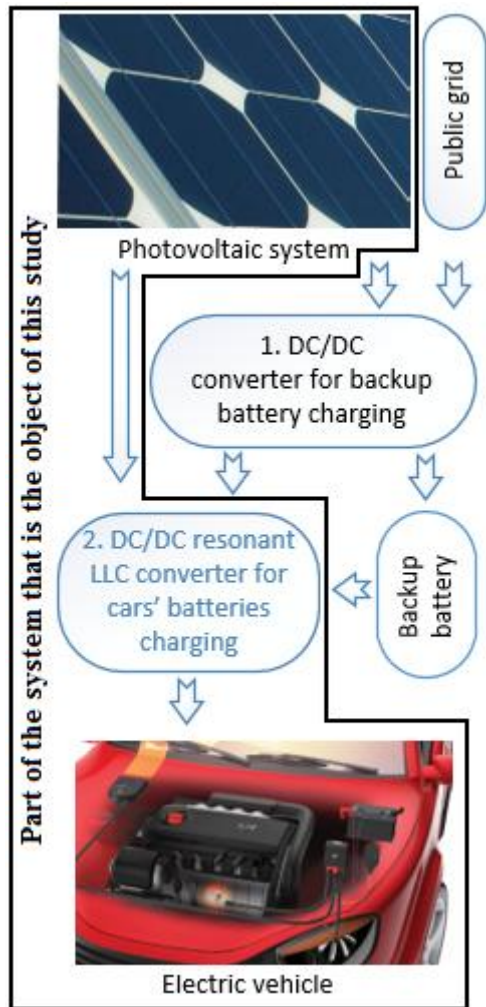 Part of the system that is the object of this study
Public grid
Photovoltaic system
1. DC/DC
converter for backup
battery charging
2. DC/DC resonant
LLC converter for
cars’ batteries
charging
Backup
battery
Electric vehicle